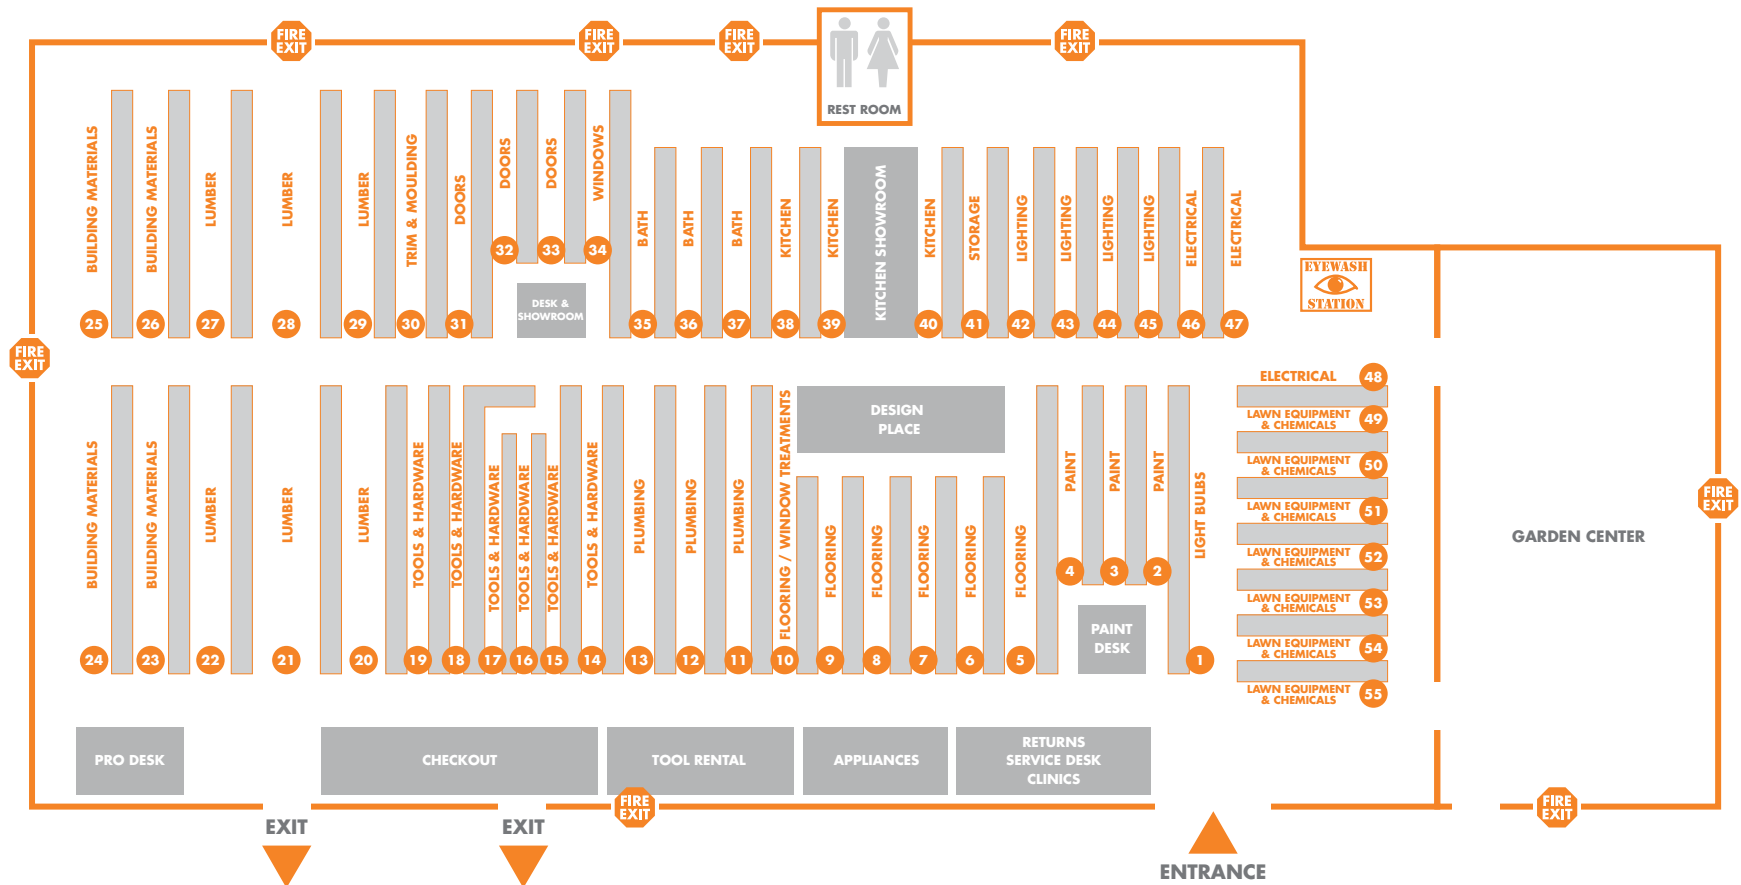 FIRE
EXIT
FIRE
EXIT
FIRE
EXIT
FIRE
EXIT
REST ROOM
BUILDING MATERIALS
25
BUILDING MATERIALS
26
LUMBER
27
LUMBER
28
LUMBER
29
TRIM & MOULDING
30
DOORS
31
DOORS
32
DOORS
33
WINDOWS
34
DESK &
SHOWROOM
BATH
35
BATH
36
BATH
37
KITCHEN
38
KITCHEN
39
KITCHEN SHOWROOM
KITCHEN
40
STORAGE
41
LIGHTING
42
LIGHTING
43
LIGHTING
44
LIGHTING
45
ELECTRICAL
46
ELECTRICAL
47
EYEWASH
STATION
FIRE
EXIT
BUILDING MATERIALS
24
BUILDING MATERIALS
23
LUMBER
22
LUMBER
21
LUMBER
20
TOOLS & HARDWARE
19
TOOLS & HARDWARE
18
TOOLS & HARDWARE
17
TOOLS & HARDWARE
16
TOOLS & HARDWARE
15
TOOLS & HARDWARE
14
PLUMBING
13
PLUMBING
12
PLUMBING
11
FLOORING / WINDOW TREATMENTS
10
DESIGN
PLACE
FLOORING
9
FLOORING
8
FLOORING
7
FLOORING
6
FLOORING
5
PAINT
4
PAINT
3
PAINT
2
PAINT
DESK
LIGHT BULBS
1
ELECTRICAL 48
LAWN EQUIPMENT
& CHEMICALS
49
LAWN EQUIPMENT
& CHEMICALS
50
LAWN EQUIPMENT
& CHEMICALS
51
LAWN EQUIPMENT
& CHEMICALS
52
LAWN EQUIPMENT
& CHEMICALS
53
LAWN EQUIPMENT
& CHEMICALS
54
LAWN EQUIPMENT
& CHEMICALS
55
GARDEN CENTER
FIRE
EXIT
PRO DESK
CHECKOUT
TOOL RENTAL
APPLIANCES
RETURNS
SERVICE DESK
CLINICS
FIRE
EXIT
FIRE
EXIT
EXIT
EXIT
ENTRANCE